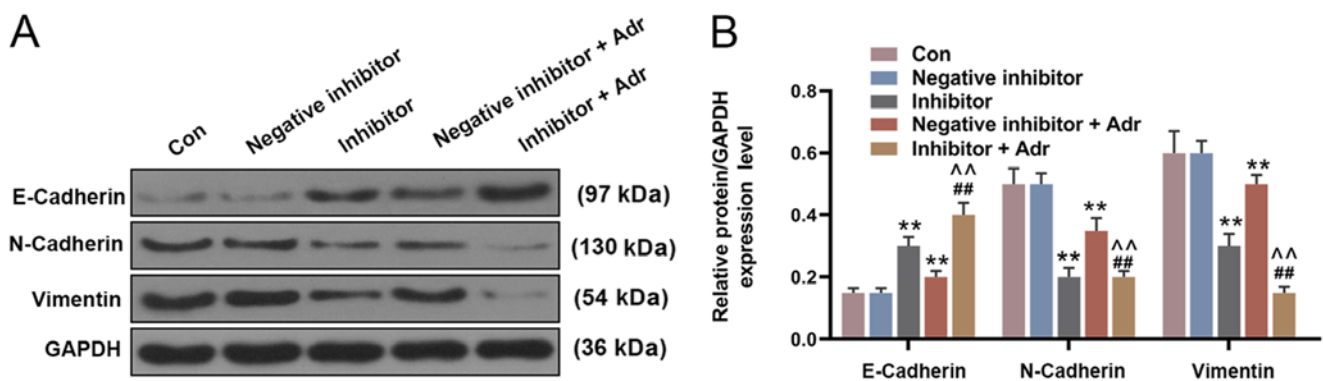 A
Con
Negative inhibitor
Inhibitor
Negative inhibitor + Adr
Inhibitor + Adr
E-Cadherin
(97 kDa)
N-Cadherin
(130 kDa)
Vimentin
(54 kDa)
GAPDH
(36 kDa)
B
Con
Negative inhibitor
Inhibitor
Negative inhibitor + Adr
Inhibitor + Adr
Relative protein/GAPDH
expression level
0.8
0.6
0.4
0.2
0.0
**
**
^^
##
**
**
^^
##
**
**
^^
##
E-Cadherin
N-Cadherin
Vimentin